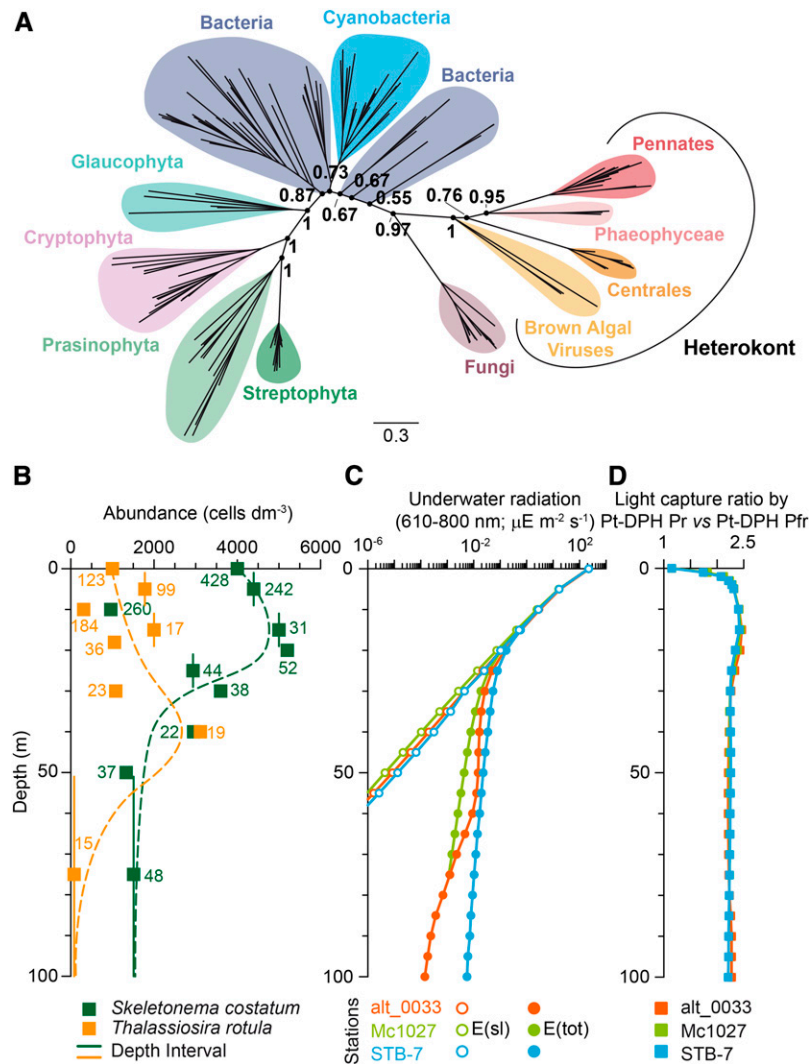 A
Bacteria
Cyanobacteria
Bacteria
Glaucophyta
Cryptophyta
Prasinophyta
Streptophyta
Fungi
Pennates
Phaeophyceae
Centrales
Brown Algal
Viruses
Heterokont
0.73
0.87
0.67
0.67
0.55
0.97
0.76
0.95
1
1
1
1
0.3
B
Abundance (cells dm-3)
0 2000 4000 6000
Depth (m)
0
50
100
123
99
184
17
36
23
19
15
428
242
260
31
52
44
38
22
37
48
Skeletonema costatum
Thalassiosira rotula
Depth Interval
C
Underwater radiation
(610-800 nm; μE m-2 s-1)
10-6 10-2 102
0
50
100
Stations
alt_0033
Mc1027 E(sl) E(tot)
STB-7
D
Light capture ratio by
Pt-DPH Pr vs Pt-DPH Pfr
1 2.5
0
50
100
alt_0033
Mc1027
STB-7